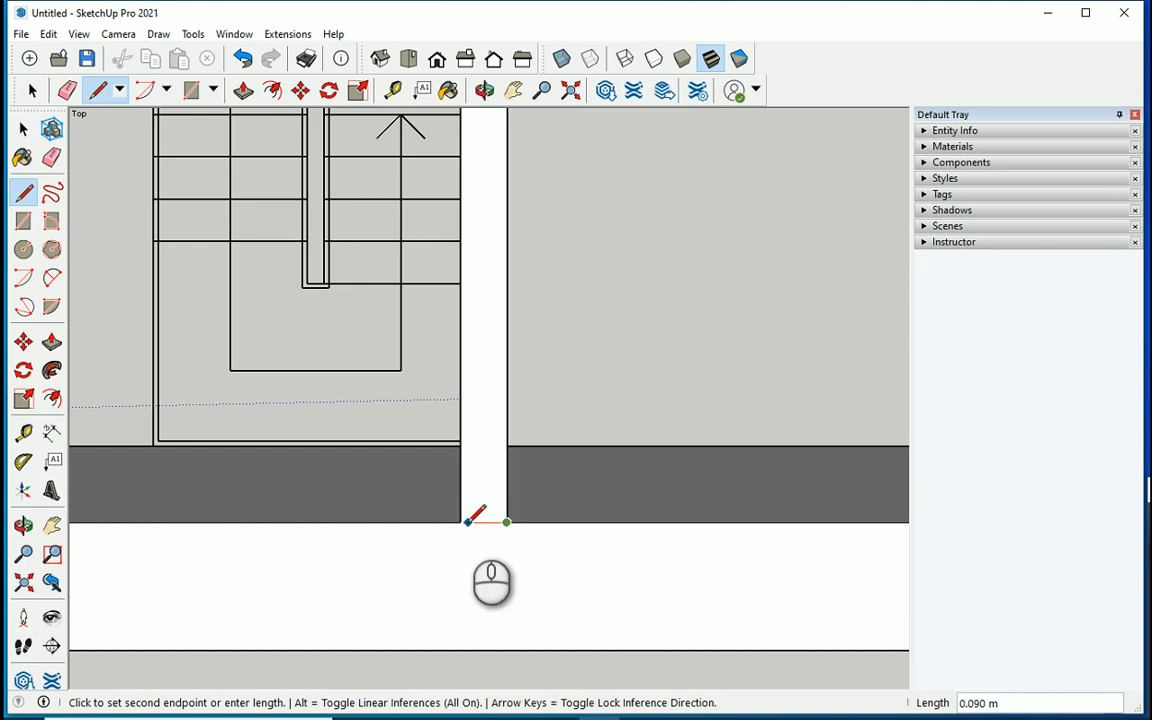 Untitled - SketchUp Pro 2021
File Edit View Camera Draw Tools Window Extensions Help
Top
Default Tray
Entity Info
Materials
Components
Styles
Tags
Shadows
Scenes
Instructor
Click to set second endpoint or enter length. | Alt = Toggle Linear Inferences (All On). | Arrow Keys = Toggle Lock Inference Direction.
Length 0.090 m